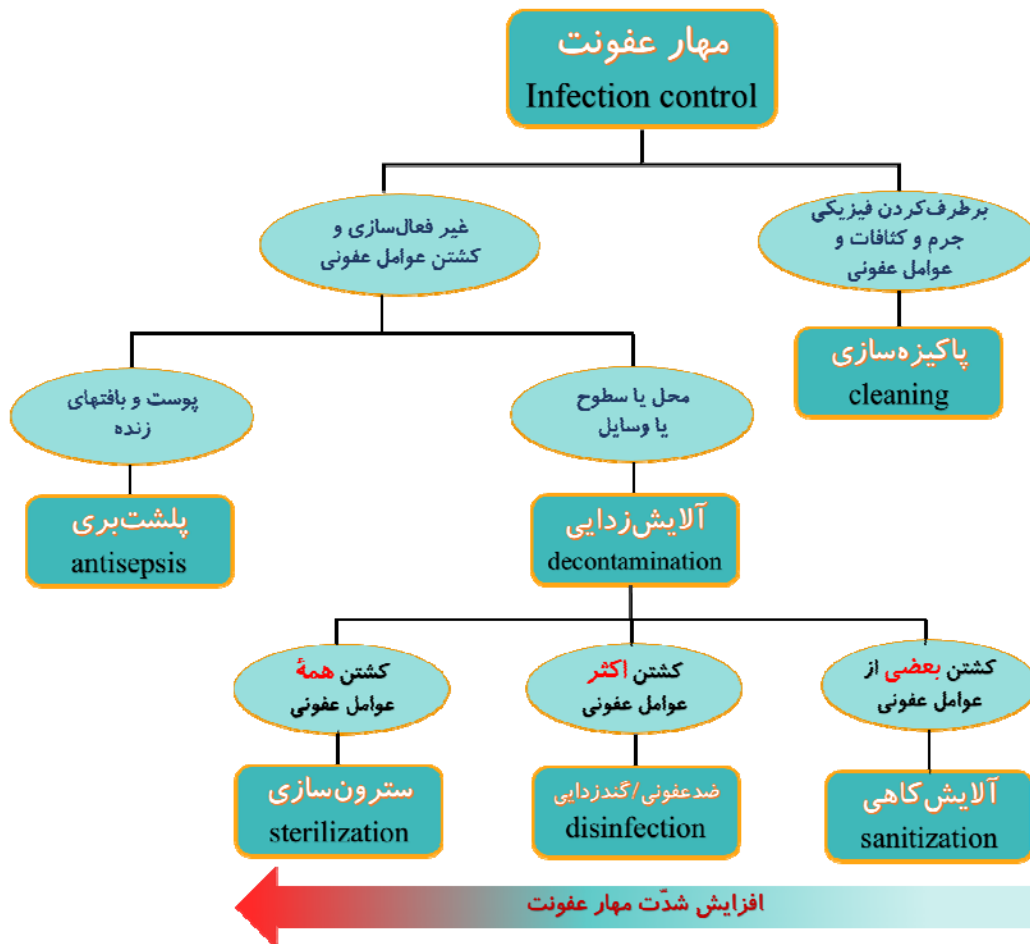 مهار عفونت
Infection control
برطرف‌کردن فیزیکی
جرم و کثافات و
عوامل عفونی
غیر فعال‌سازی و
کشتن عوامل عفونی
پاکیزه‌سازی
cleaning
محل یا سطوح
یا وسایل
پوست و بافتهای
زنده
آلایش‌زدایی
decontamination
پلشت‌بری
antisepsis
کشتن بعضی از
عوامل عفونی
کشتن اکثر
عوامل عفونی
کشتن همهٔ
عوامل عفونی
آلایش‌کاهی
sanitization
ضدعفونی/گندزدایی
disinfection
سترون‌سازی
sterilization
افزایش شدّت مهار عفونت